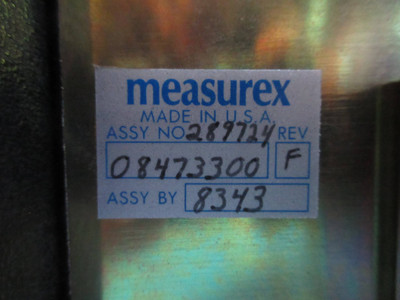 measurex
MADE IN U.S.A.
ASSY NO 289724 REV
08473300 F
ASSY BY 8343